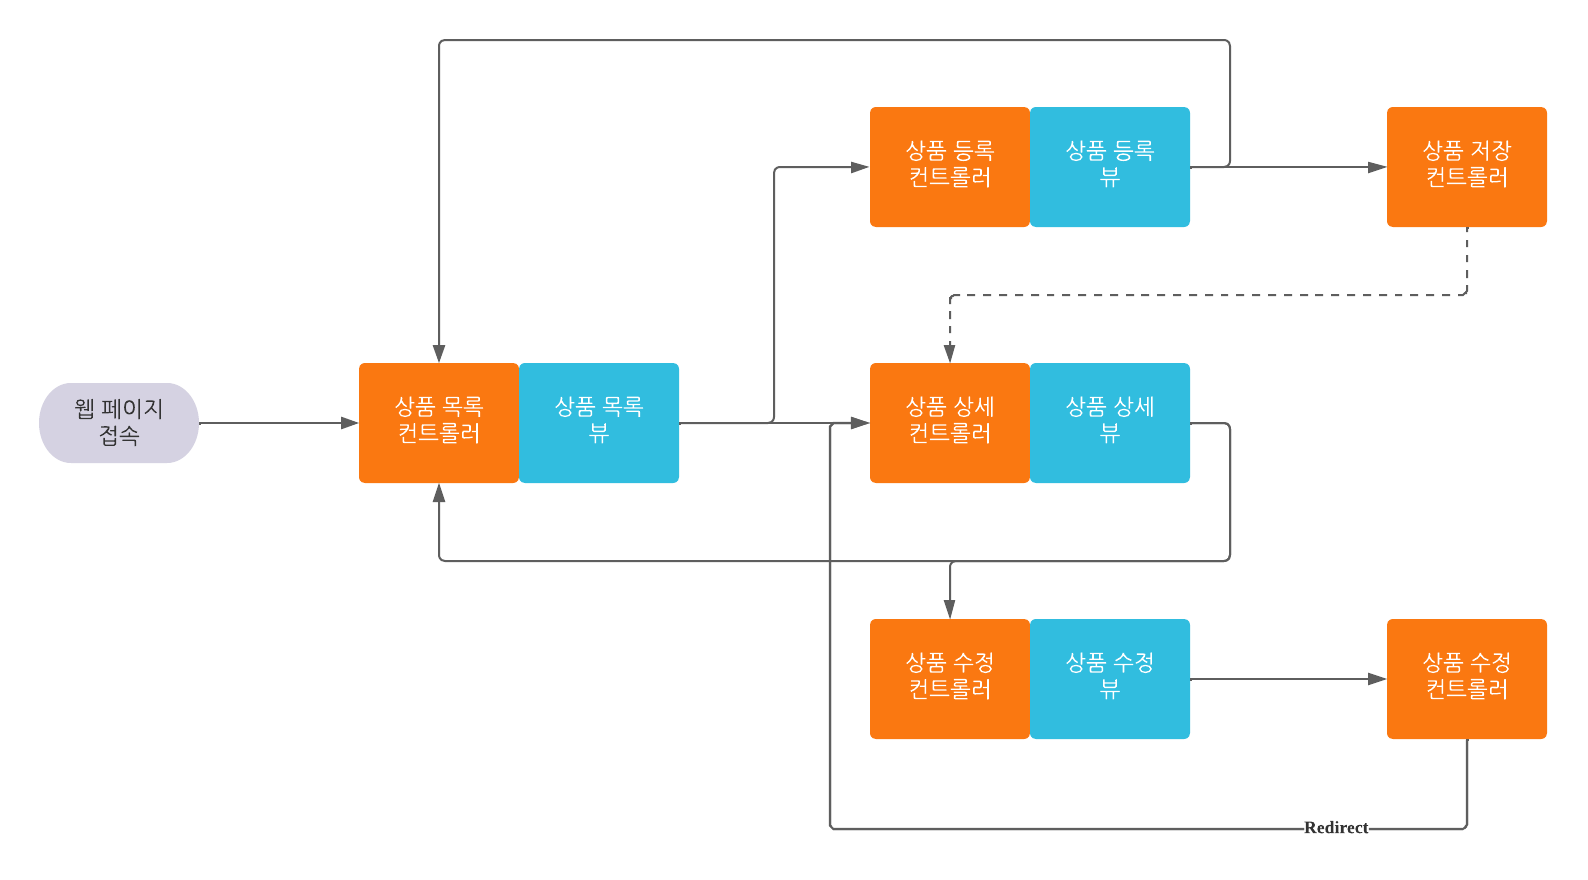 상품 등록
컨트롤러
상품 등록
뷰
상품 저장
컨트롤러
웹 페이지
접속
상품 목록
컨트롤러
상품 목록
뷰
상품 상세
컨트롤러
상품 상세
뷰
상품 수정
컨트롤러
상품 수정
뷰
상품 수정
컨트롤러
Redirect